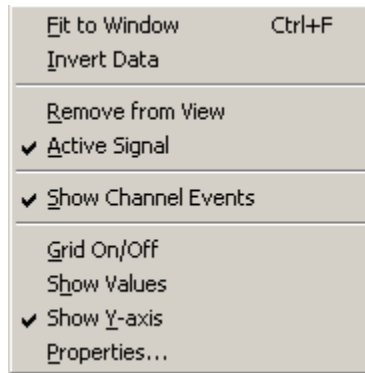 Fit to Window Ctrl+F
Invert Data
Remove from View
Active Signal
Show Channel Events
Grid On/Off
Show Values
Show Y-axis
Properties...